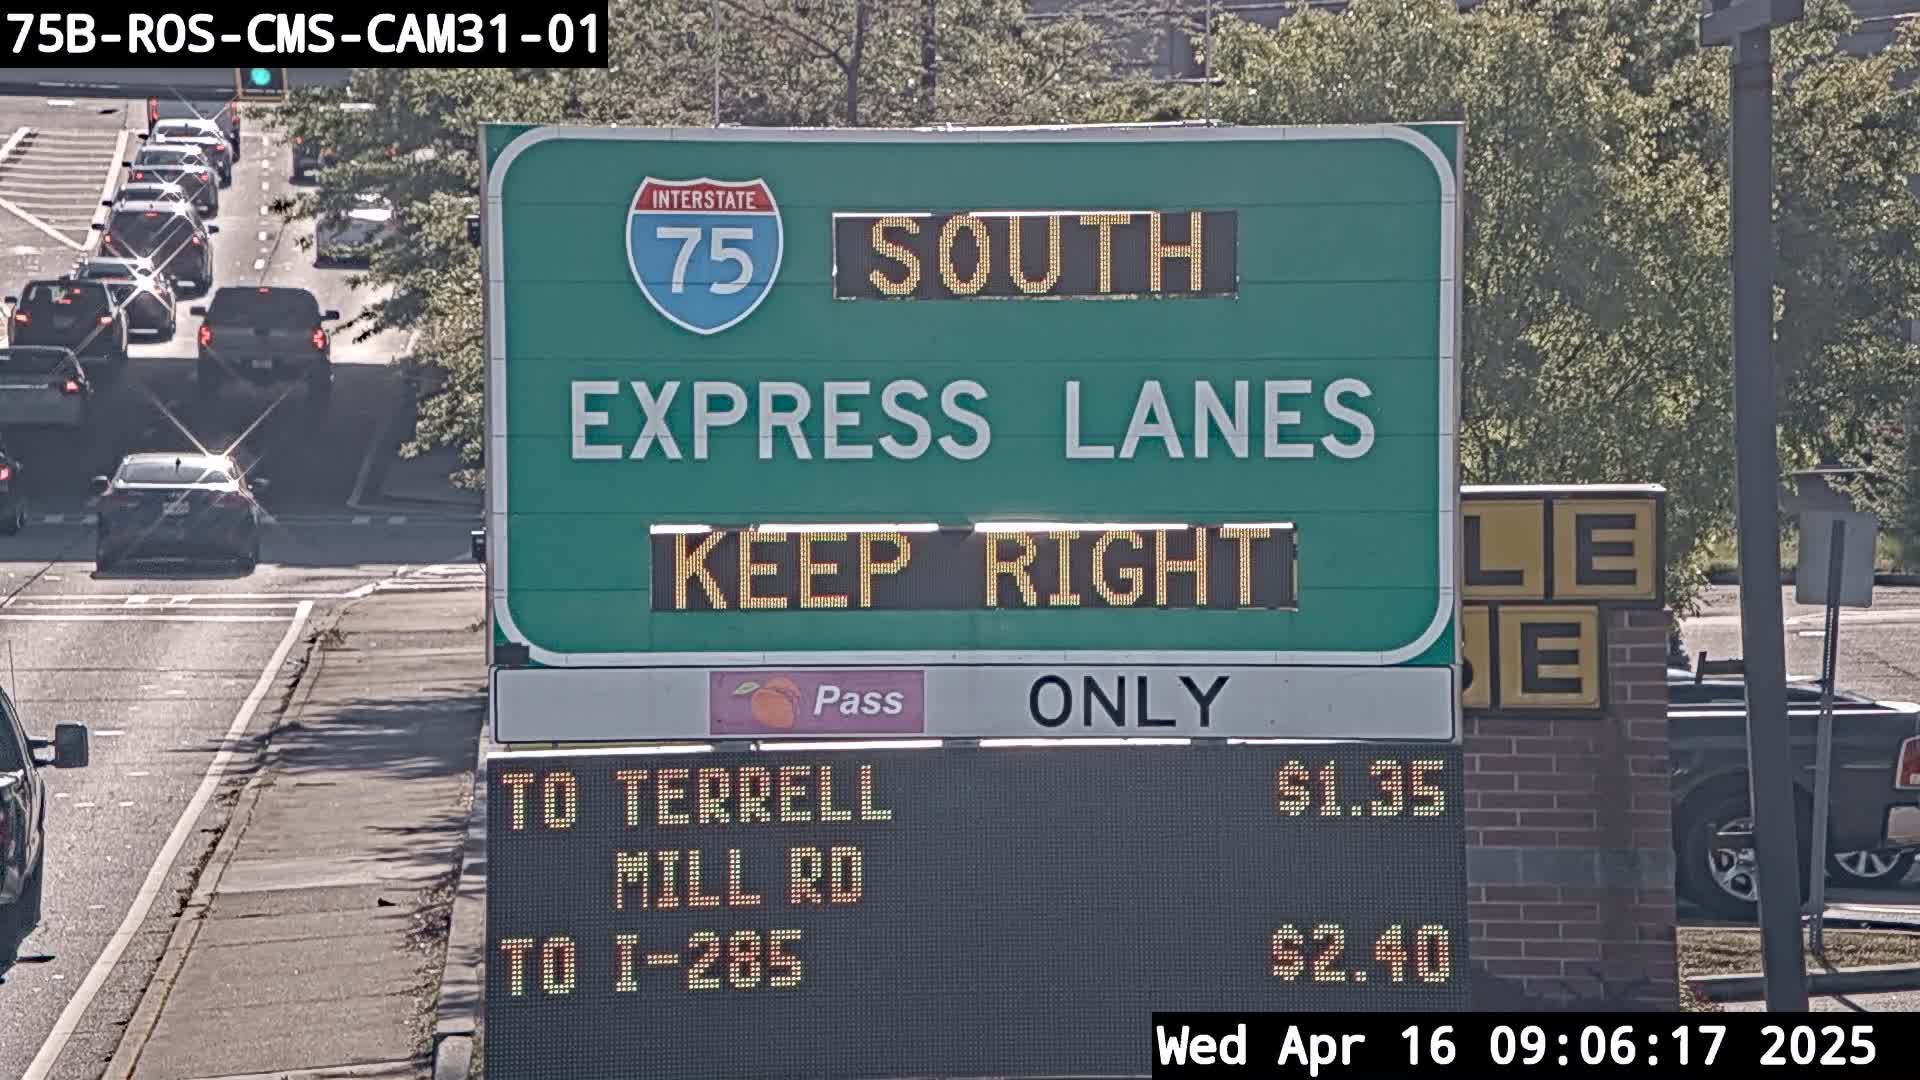 75B-ROS-CMS-CAM31-01
INTERSTATE
75
SOUTH
EXPRESS LANES
KEEP RIGHT
Pass ONLY
TO TERRELL $1.35
MILL RD
TO I-285 $2.40
LE
E
Wed Apr 16 09:06:17 2025